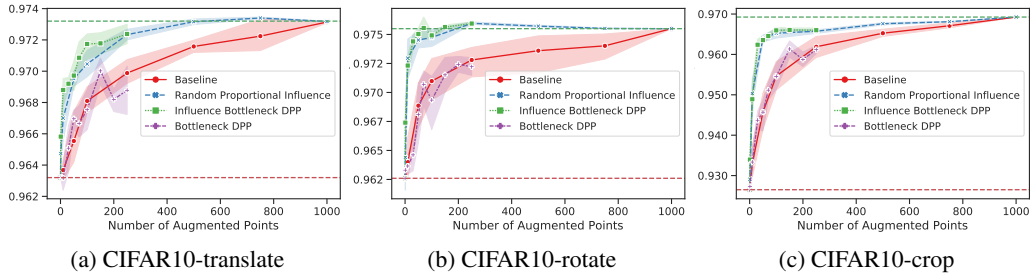 0.974
0.972
0.970
0.968
0.966
0.964
0.962
0 200 400 600 800 1000
Number of Augmented Points
Baseline
Random Proportional Influence
Influence Bottleneck DPP
Bottleneck DPP
(a) CIFAR10-translate
0.975
0.972
0.970
0.967
0.965
0.962
0 200 400 600 800 1000
Number of Augmented Points
Baseline
Random Proportional Influence
Influence Bottleneck DPP
Bottleneck DPP
(b) CIFAR10-rotate
0.970
0.960
0.950
0.940
0.930
0 200 400 600 800 1000
Number of Augmented Points
Baseline
Random Proportional Influence
Influence Bottleneck DPP
Bottleneck DPP
(c) CIFAR10-crop